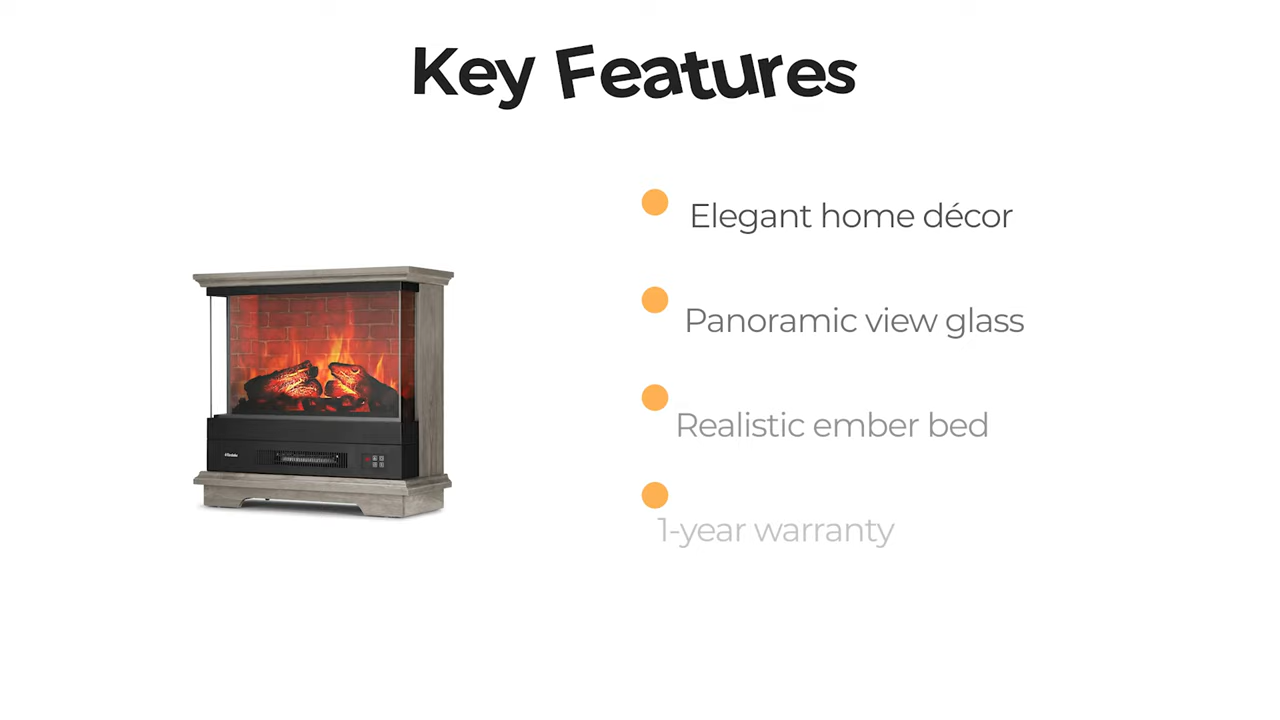 Key Features
Elegant home décor
Panoramic view glass
Realistic ember bed
1-year warranty